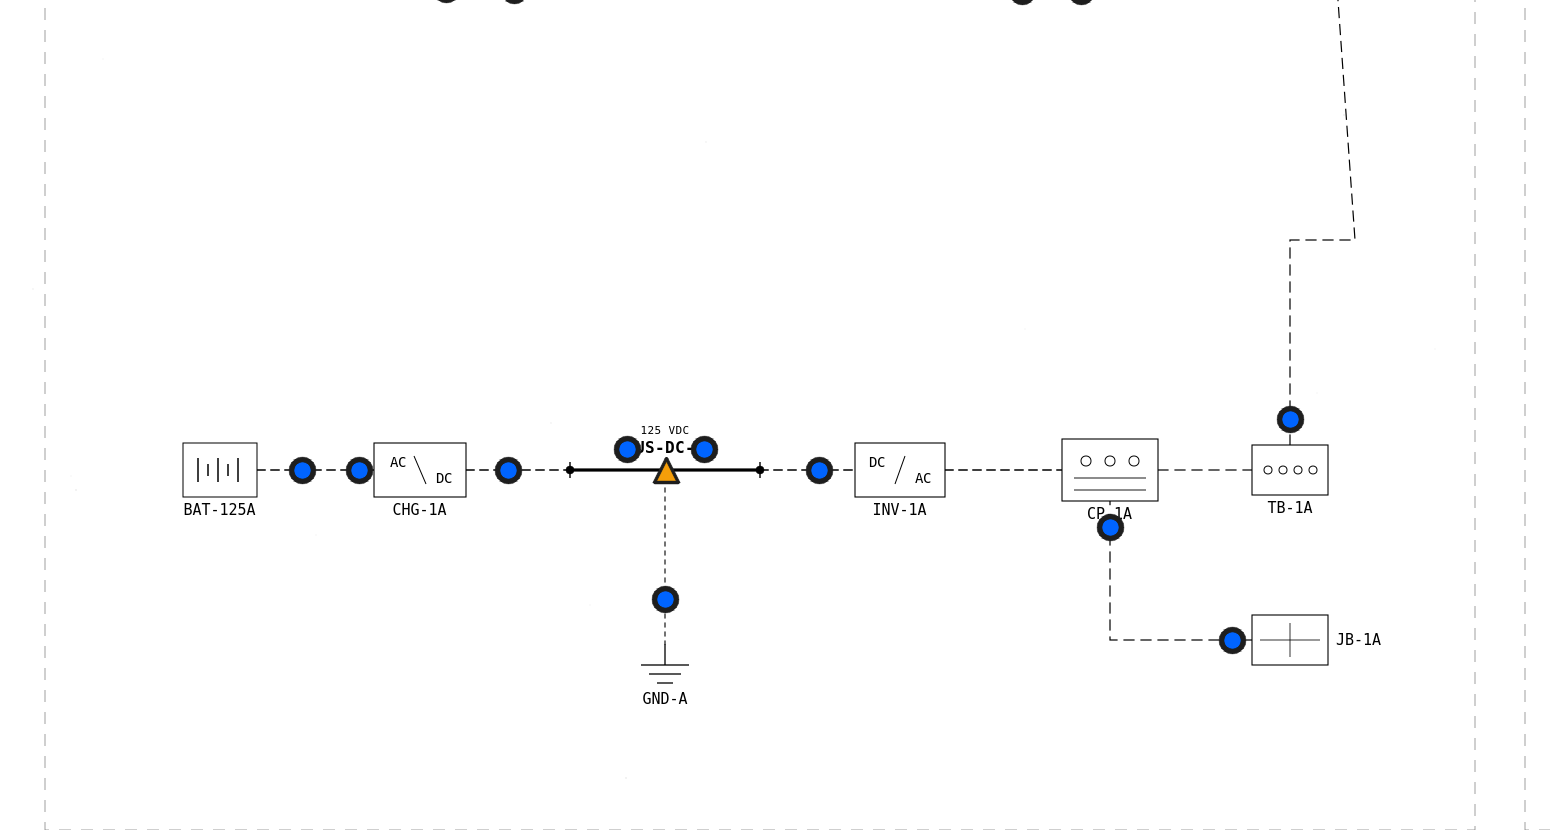 125 VDC
AC
DC
DC
AC
BAT-125A
CHG-1A
INV-1A
TB-1A
JB-1A
GND-A